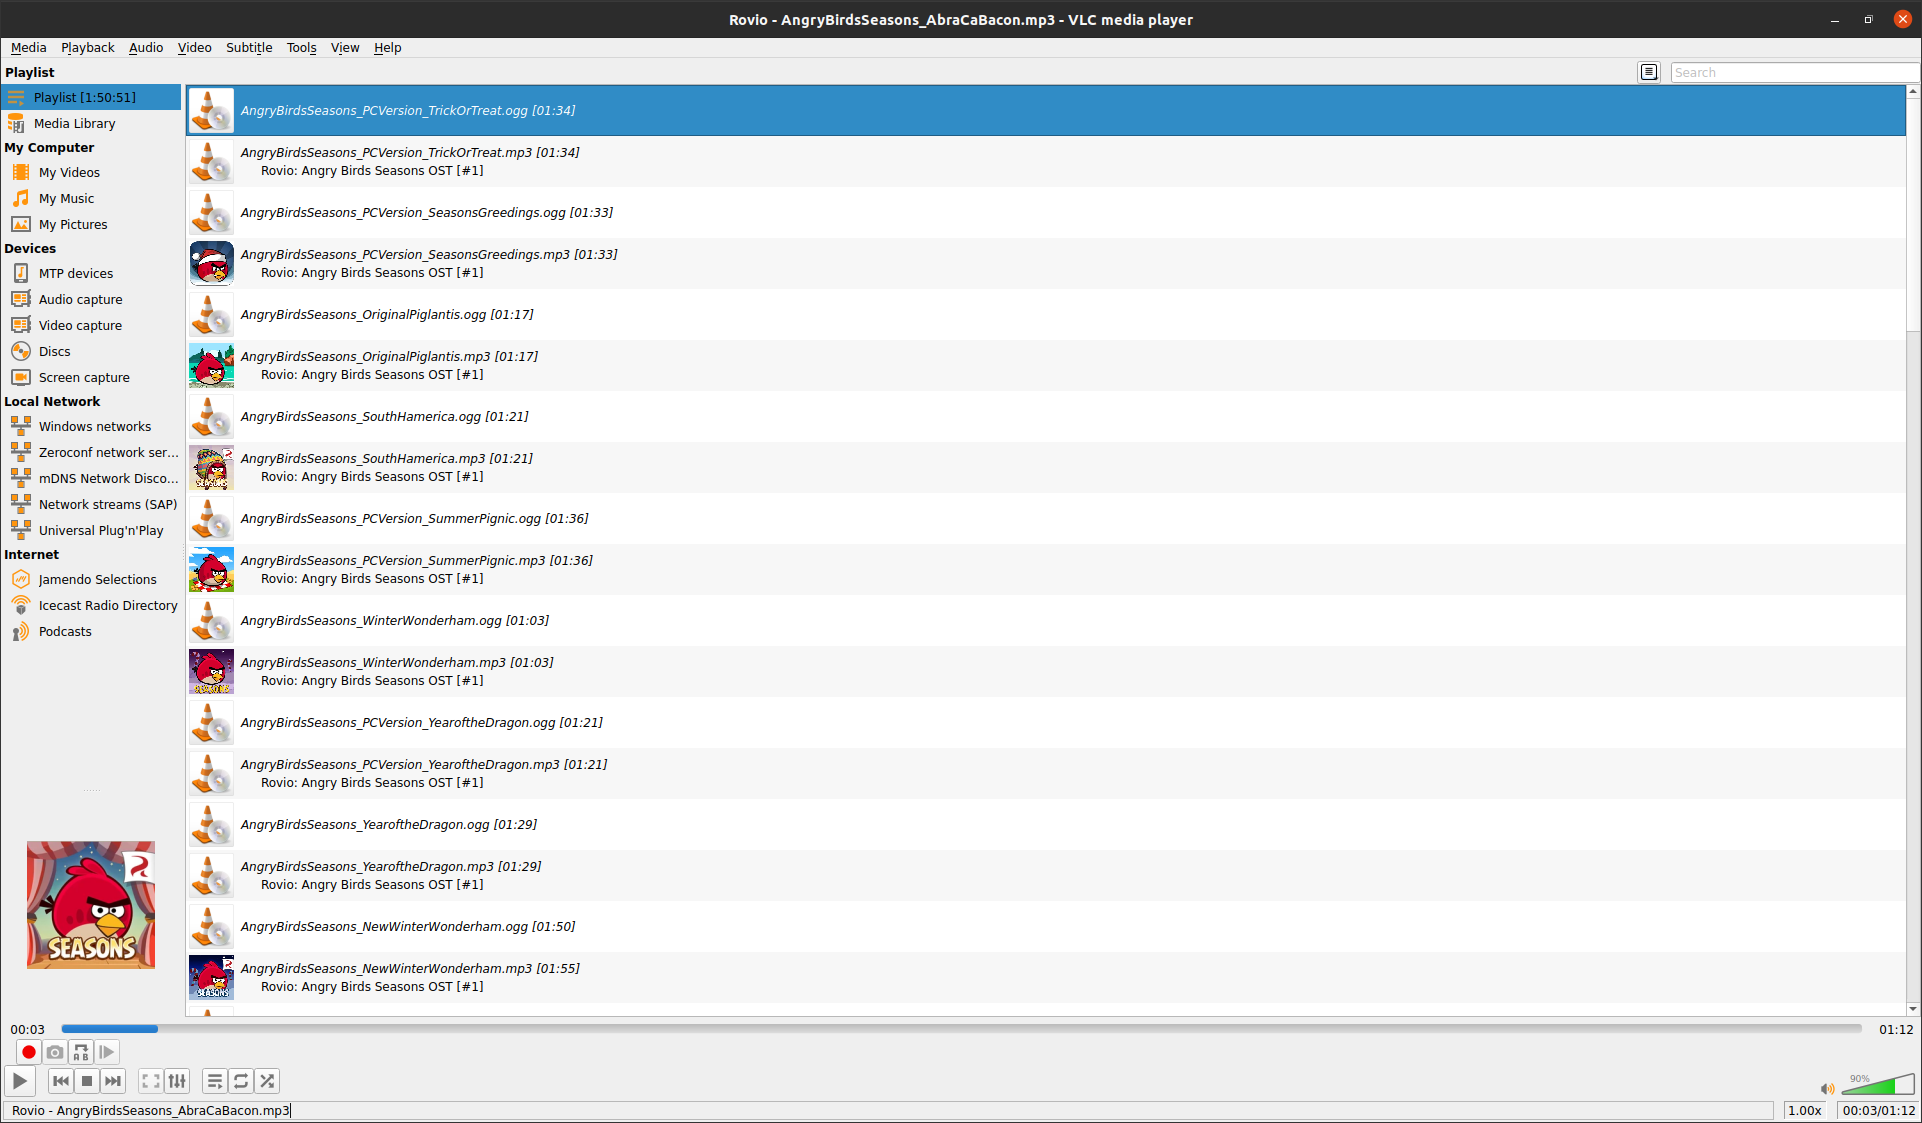 Rovio - AngryBirdsSeasons_AbraCaBacon.mp3 - VLC media player
Media Playback Audio Video Subtitle Tools View Help
Playlist
Search
Playlist [1:50:51]
Media Library
My Computer
My Videos
My Music
My Pictures
Devices
MTP devices
Audio capture
Video capture
Discs
Screen capture
Local Network
Windows networks
Zeroconf network ser...
mDNS Network Disco...
Network streams (SAP)
Universal Plug'n'Play
Internet
Jamendo Selections
Icecast Radio Directory
Podcasts
AngryBirdsSeasons_PCVersion_TrickOrTreat.ogg [01:34]
AngryBirdsSeasons_PCVersion_TrickOrTreat.mp3 [01:34]
Rovio: Angry Birds Seasons OST [#1]
AngryBirdsSeasons_PCVersion_SeasonsGreedings.ogg [01:33]
AngryBirdsSeasons_PCVersion_SeasonsGreedings.mp3 [01:33]
Rovio: Angry Birds Seasons OST [#1]
AngryBirdsSeasons_OriginalPiglantis.ogg [01:17]
AngryBirdsSeasons_OriginalPiglantis.mp3 [01:17]
Rovio: Angry Birds Seasons OST [#1]
AngryBirdsSeasons_SouthHamerica.ogg [01:21]
SEASONS
AngryBirdsSeasons_SouthHamerica.mp3 [01:21]
Rovio: Angry Birds Seasons OST [#1]
AngryBirdsSeasons_PCVersion_SummerPignic.ogg [01:36]
AngryBirdsSeasons_PCVersion_SummerPignic.mp3 [01:36]
Rovio: Angry Birds Seasons OST [#1]
AngryBirdsSeasons_WinterWonderham.ogg [01:03]
SEASONS
AngryBirdsSeasons_WinterWonderham.mp3 [01:03]
Rovio: Angry Birds Seasons OST [#1]
AngryBirdsSeasons_PCVersion_YearoftheDragon.ogg [01:21]
AngryBirdsSeasons_PCVersion_YearoftheDragon.mp3 [01:21]
Rovio: Angry Birds Seasons OST [#1]
AngryBirdsSeasons_YearoftheDragon.ogg [01:29]
AngryBirdsSeasons_YearoftheDragon.mp3 [01:29]
Rovio: Angry Birds Seasons OST [#1]
AngryBirdsSeasons_NewWinterWonderham.ogg [01:50]
SEASONS
AngryBirdsSeasons_NewWinterWonderham.mp3 [01:55]
Rovio: Angry Birds Seasons OST [#1]
SEASONS
00:03
01:12
A B
90%
Rovio - AngryBirdsSeasons_AbraCaBacon.mp3
1.00x
00:03/01:12